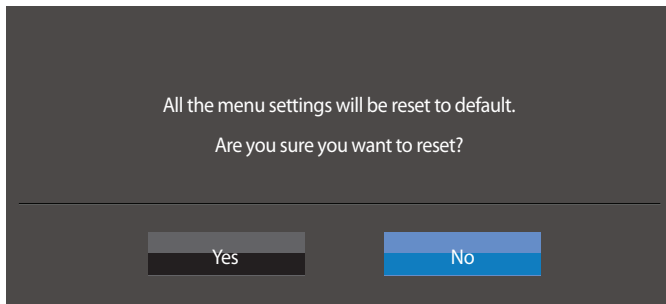 All the menu settings will be reset to default.
Are you sure you want to reset?
Yes
No